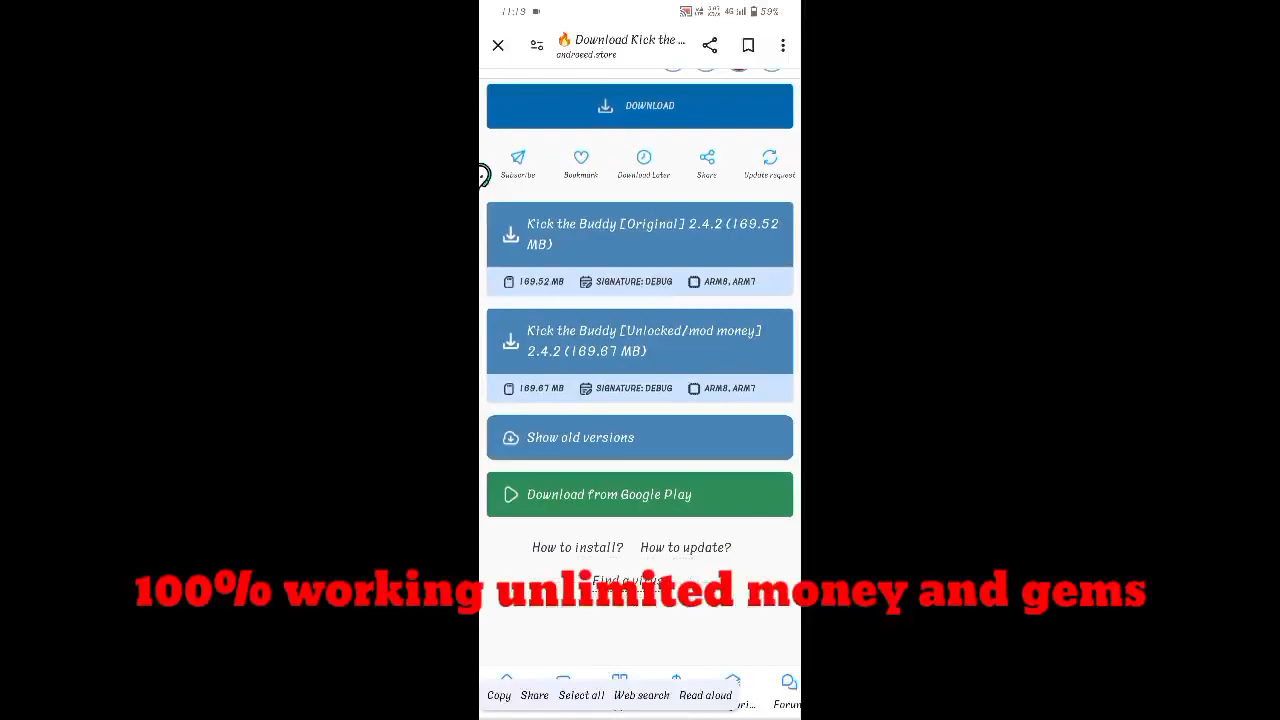 11:19
4G 59%
🔥 Download Kick the ...
androeed.store
DOWNLOAD
Subscribe Bookmark Download Later Share Update request
Kick the Buddy [Original] 2.4.2 (169.52
MB)
169.52 MB SIGNATURE: DEBUG ARM8, ARM7
Kick the Buddy [Unlocked/mod money]
2.4.2 (169.67 MB)
169.67 MB SIGNATURE: DEBUG ARM8, ARM7
Show old versions
Download from Google Play
How to install? How to update?
Find a virus
100% working unlimited money and gems
Copy Share Select all Web search Read aloud